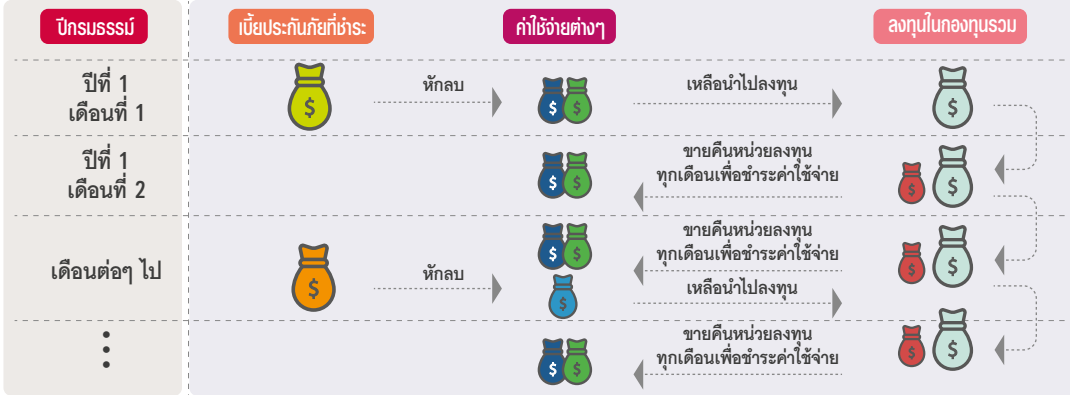 ปีกรมธรรม์
เบี้ยประกันภัยที่ชำระ
ค่าใช้จ่ายต่างๆ
ลงทุนในกองทุนรวม
ปีที่ 1
เดือนที่ 1
$
หักลบ
$ $
เหลือนำไปลงทุน
$
ปีที่ 1
เดือนที่ 2
$ $
ขายคืนหน่วยลงทุน
ทุกเดือนเพื่อชำระค่าใช้จ่าย
$ $
เดือนต่อๆ ไป
$
หักลบ
$ $
$
ขายคืนหน่วยลงทุน
ทุกเดือนเพื่อชำระค่าใช้จ่าย
เหลือนำไปลงทุน
$ $
$ $
ขายคืนหน่วยลงทุน
ทุกเดือนเพื่อชำระค่าใช้จ่าย
$ $